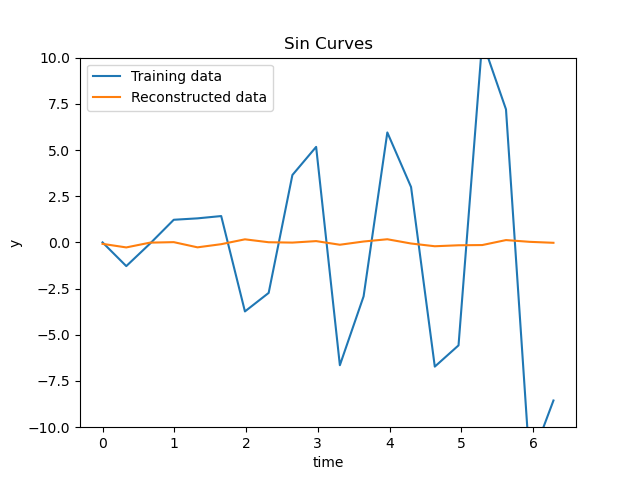 Sin Curves
Training data
Reconstructed data
10.0
7.5
5.0
2.5
0.0
−2.5
−5.0
−7.5
−10.0
y
0 1 2 3 4 5 6
time